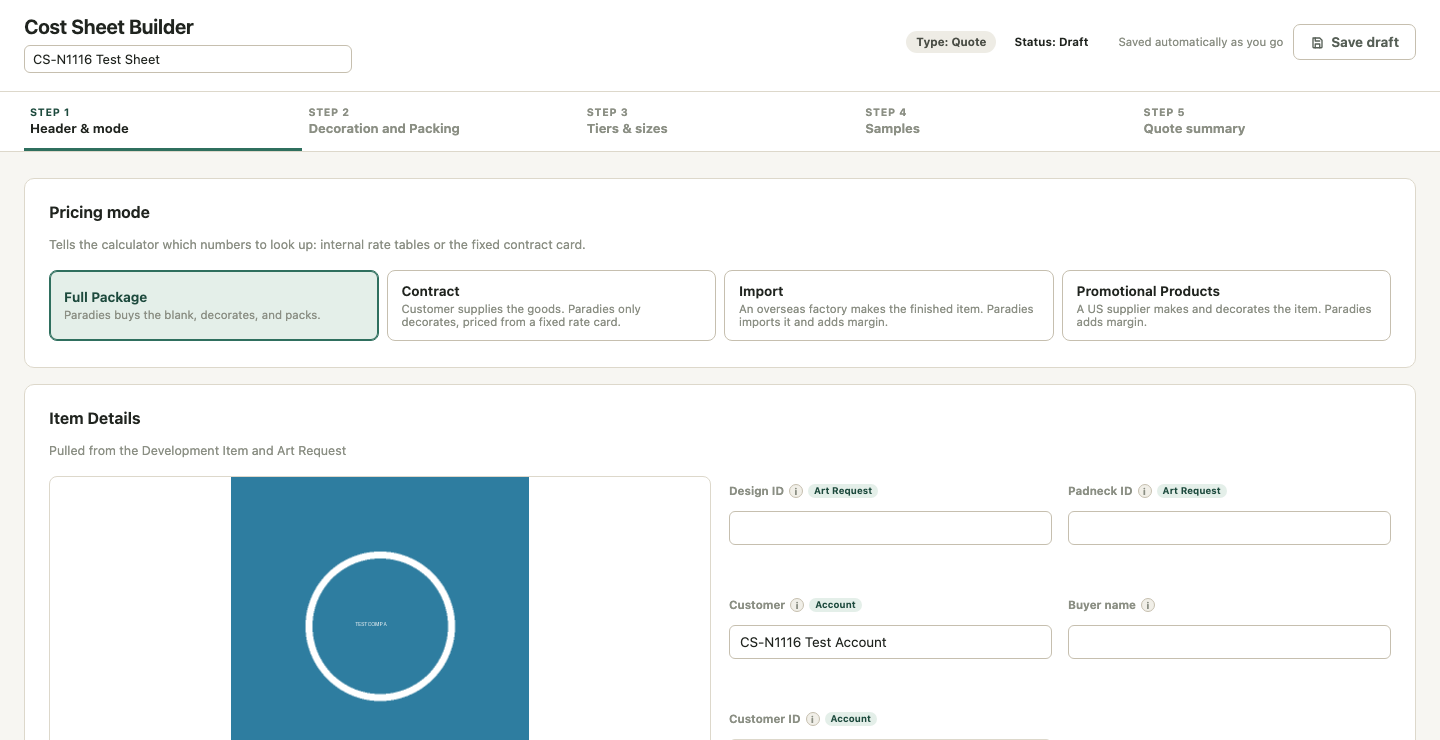 Cost Sheet Builder
CS-N1116 Test Sheet
Type: Quote
Status: Draft
Saved automatically as you go
Save draft
STEP 1
Header & mode
STEP 2
Decoration and Packing
STEP 3
Tiers & sizes
STEP 4
Samples
STEP 5
Quote summary
Pricing mode
Tells the calculator which numbers to look up: internal rate tables or the fixed contract card.
Full Package
Paradies buys the blank, decorates, and packs.
Contract
Customer supplies the goods. Paradies only
decorates, priced from a fixed rate card.
Import
An overseas factory makes the finished item. Paradies
imports it and adds margin.
Promotional Products
A US supplier makes and decorates the item. Paradies
adds margin.
Item Details
Pulled from the Development Item and Art Request
TEST COMP A
Design ID i Art Request
Padneck ID i Art Request
Customer i Account
CS-N1116 Test Account
Buyer name i
Customer ID i Account